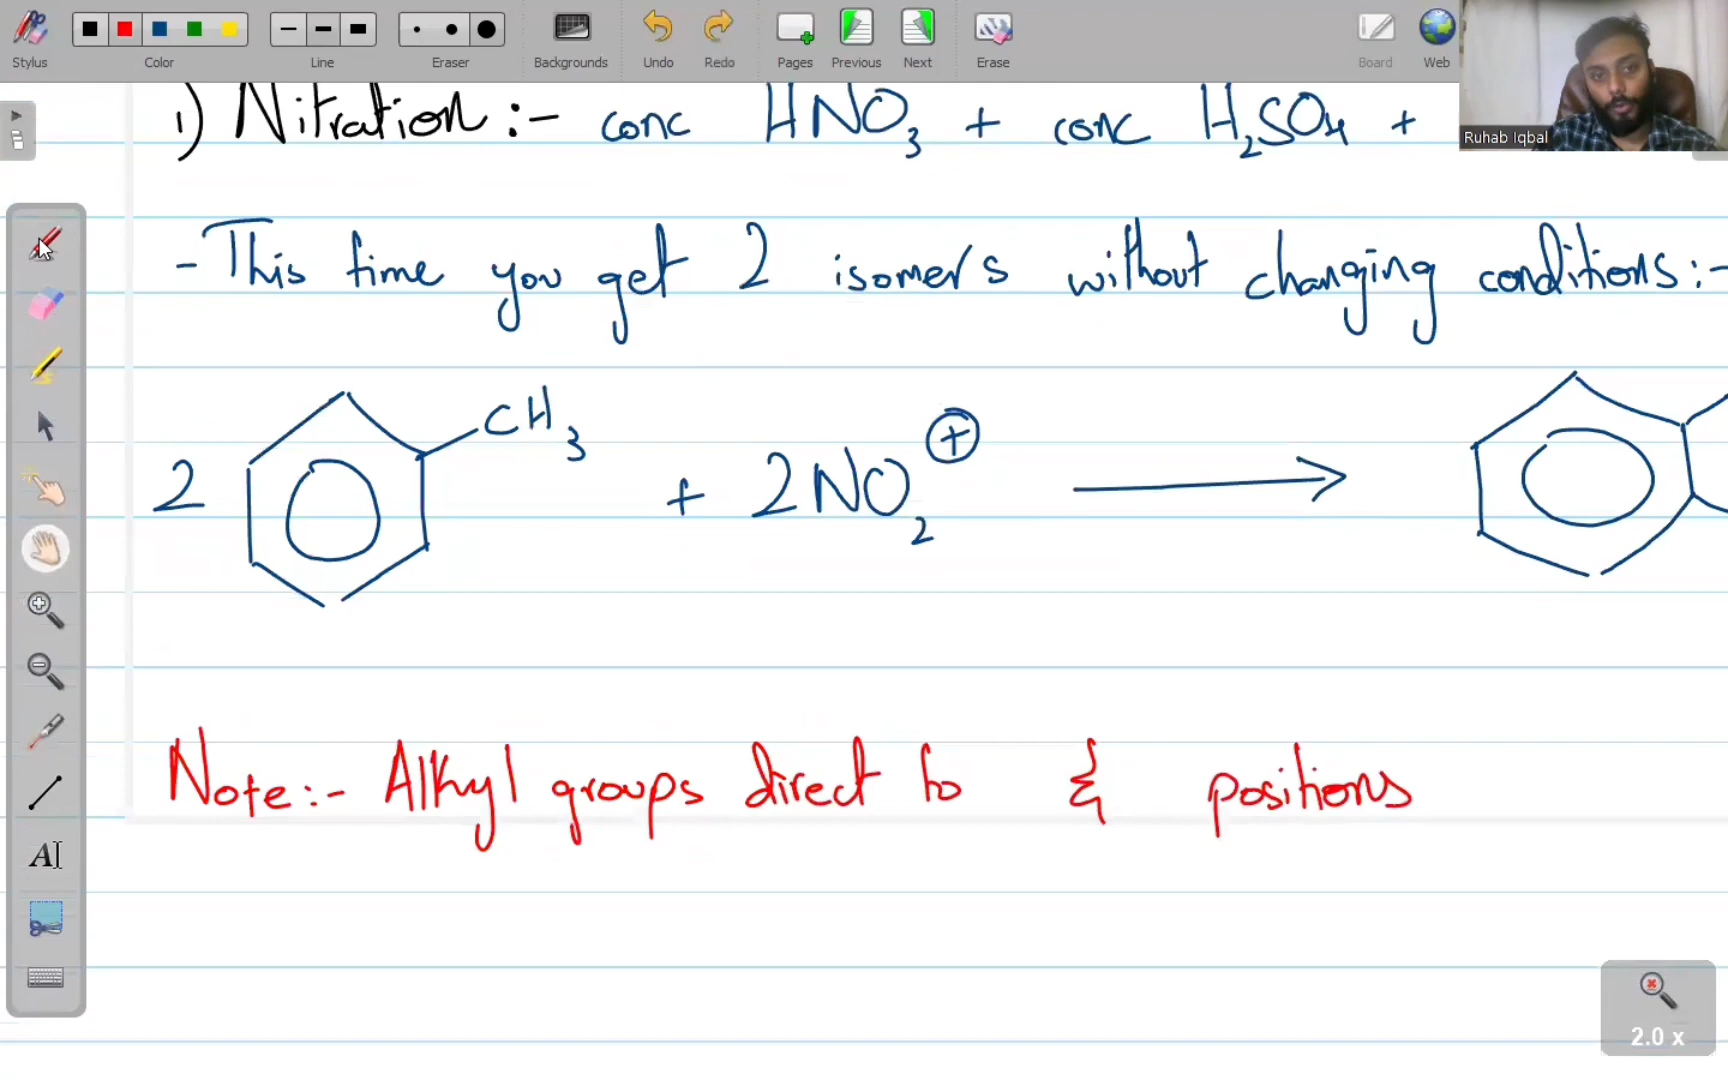 Stylus
Color
Line
Eraser
Backgrounds
Undo
Redo
Pages
Previous
Next
Erase
Board
Web
Ruhab Iqbal
1) Nitration :- conc HNO3 + conc H2SO4 +
- This time you get 2 isomers without changing conditions:-
2 CH3 + 2NO2 +
Note:- Alkyl groups direct to & positions
2.0 x